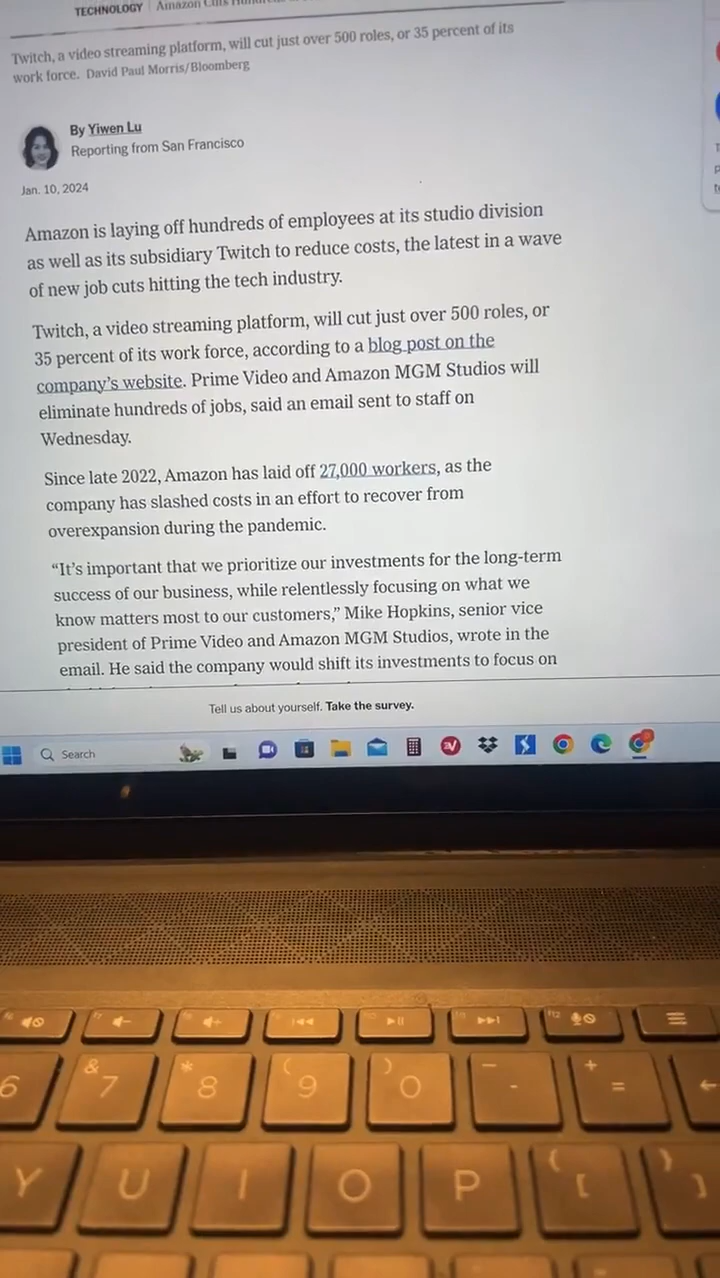 TECHNOLOGY | Amazon Cuts
Twitch, a video streaming platform, will cut just over 500 roles, or 35 percent of its
work force. David Paul Morris/Bloomberg
By Yiwen Lu
Reporting from San Francisco
Jan. 10, 2024
Amazon is laying off hundreds of employees at its studio division
as well as its subsidiary Twitch to reduce costs, the latest in a wave
of new job cuts hitting the tech industry.
Twitch, a video streaming platform, will cut just over 500 roles, or
35 percent of its work force, according to a blog post on the
company’s website. Prime Video and Amazon MGM Studios will
eliminate hundreds of jobs, said an email sent to staff on
Wednesday.
Since late 2022, Amazon has laid off 27,000 workers, as the
company has slashed costs in an effort to recover from
overexpansion during the pandemic.
“It’s important that we prioritize our investments for the long-term
success of our business, while relentlessly focusing on what we
know matters most to our customers,” Mike Hopkins, senior vice
president of Prime Video and Amazon MGM Studios, wrote in the
email. He said the company would shift its investments to focus on
Tell us about yourself. Take the survey.
Search
f12
& * ( ) _ +
6 7 8 9 0 - =
{ }
Y U I O P [ ]